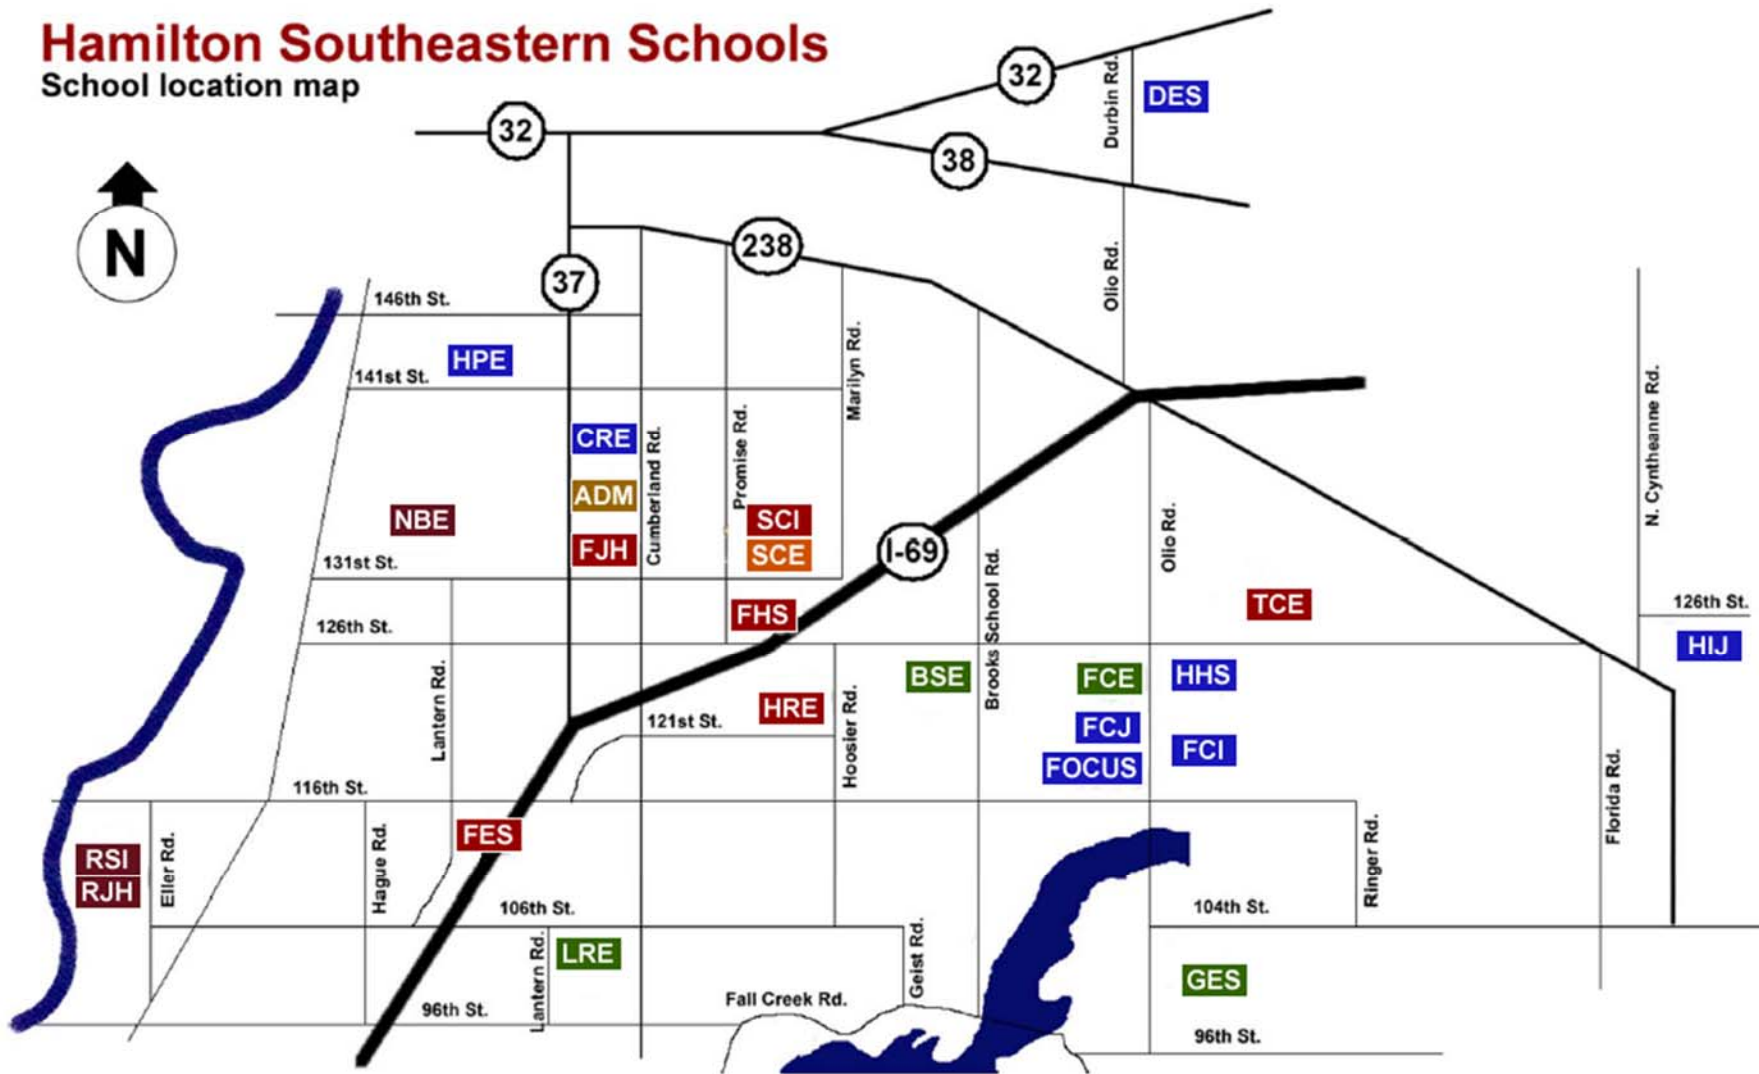 Hamilton Southeastern Schools
School location map
32
Durbin Rd.
DES
32
38
N
238
Olio Rd.
37
146th St.
HPE
Marilyn Rd.
141st St.
N. Cyntheanne Rd.
CRE
Promise Rd.
Cumberland Rd.
ADM
NBE
SCI
Olio Rd.
FJH
SCE
I-69
131st St.
Brooks School Rd.
FHS
TCE
126th St.
126th St.
HIJ
Lantern Rd.
BSE
FCE
HHS
HRE
121st St.
Hoosier Rd.
FCJ
FCI
FOCUS
116th St.
Florida Rd.
FES
RSI
Eller Rd.
Hague Rd.
Ringer Rd.
RJH
106th St.
104th St.
Lantern Rd.
LRE
Geist Rd.
GES
Fall Creek Rd.
96th St.
96th St.